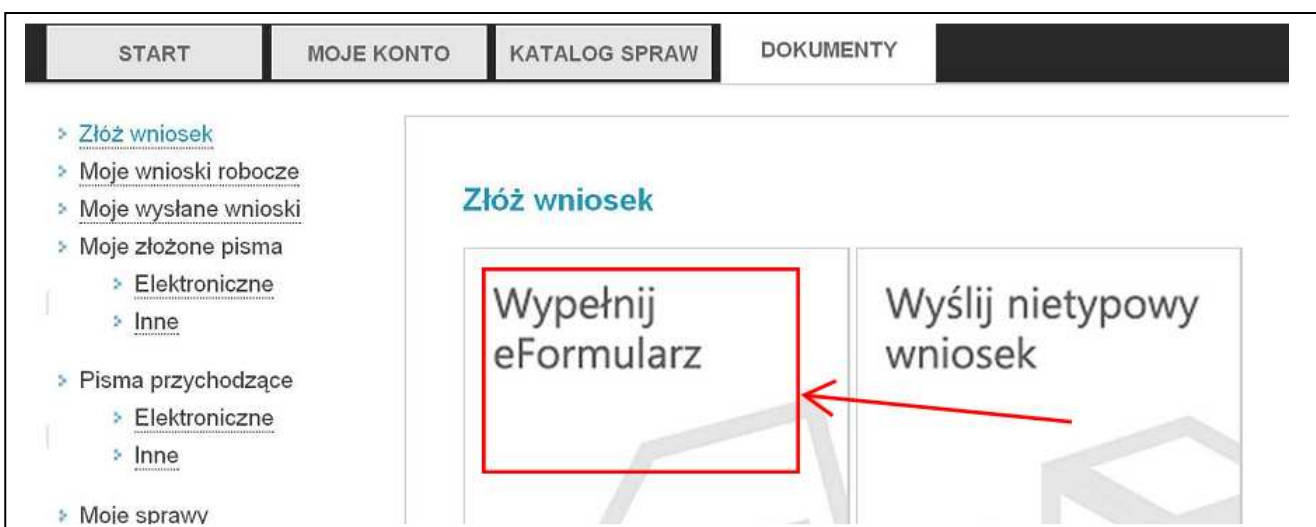 START
MOJE KONTO
KATALOG SPRAW
DOKUMENTY
Złóż wniosek
Moje wnioski robocze
Moje wysłane wnioski
Moje złożone pisma
Elektroniczne
Inne
Pisma przychodzące
Elektroniczne
Inne
Moje sprawy
Złóż wniosek
Wypełnij
eFormularz
Wyślij nietypowy
wniosek